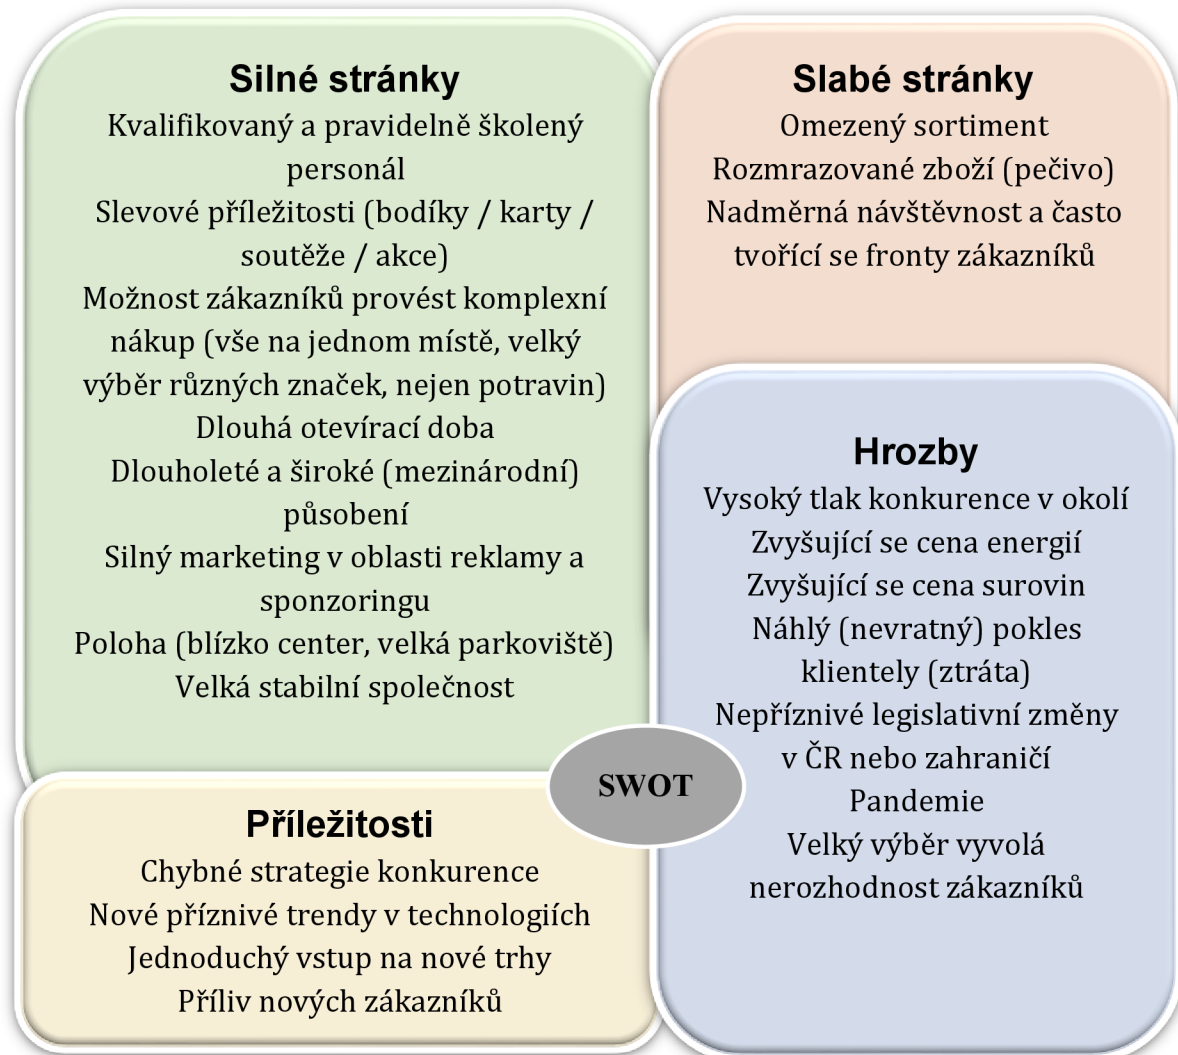 Silné stránky
Kvalifikovaný a pravidelně školený
personál
Slevové příležitosti (bodíky / karty /
soutěže / akce)
Možnost zákazníků provést komplexní
nákup (vše na jednom místě, velký
výběr různých značek, nejen potravin)
Dlouhá otevírací doba
Dlouholeté a široké (mezinárodní)
působení
Silný marketing v oblasti reklamy a
sponzoringu
Poloha (blízko center, velká parkoviště)
Velká stabilní společnost
Slabé stránky
Omezený sortiment
Rozmrazované zboží (pečivo)
Nadměrná návštěvnost a často
tvořící se fronty zákazníků
Příležitosti
Chybné strategie konkurence
Nové příznivé trendy v technologiích
Jednoduchý vstup na nové trhy
Příliv nových zákazníků
Hrozby
Vysoký tlak konkurence v okolí
Zvyšující se cena energií
Zvyšující se cena surovin
Náhlý (nevratný) pokles
klientely (ztráta)
Nepříznivé legislativní změny
v ČR nebo zahraničí
Pandemie
Velký výběr vyvolá
nerozhodnost zákazníků
SWOT